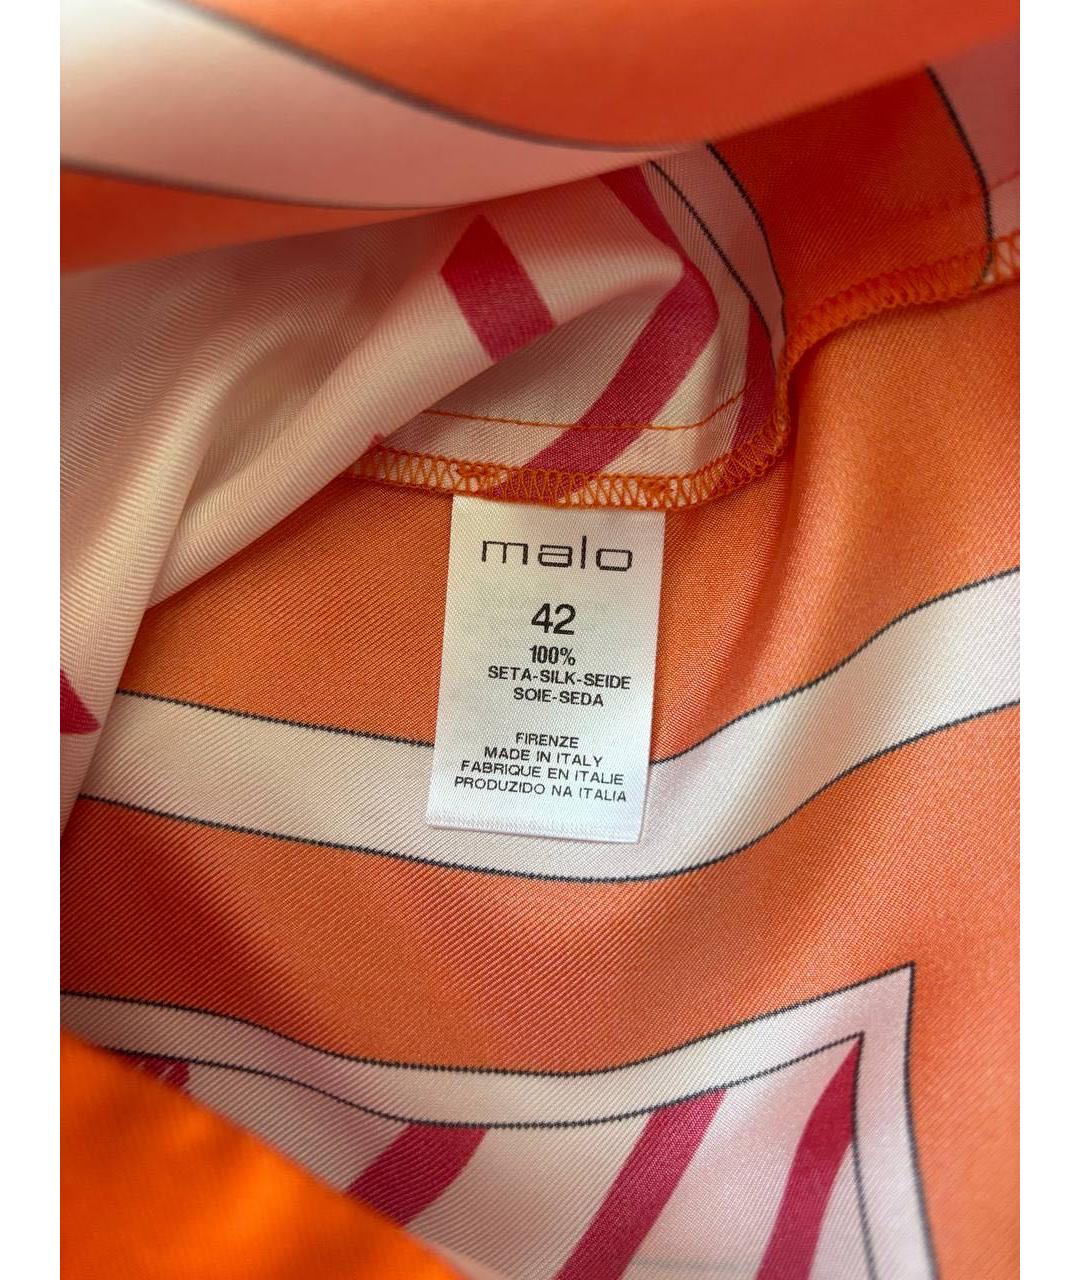 malo
42
100%
SETA-SILK-SEIDE
SOIE-SEDA
FIRENZE
MADE IN ITALY
FABRIQUE EN ITALIE
PRODUZIDO NA ITALIA